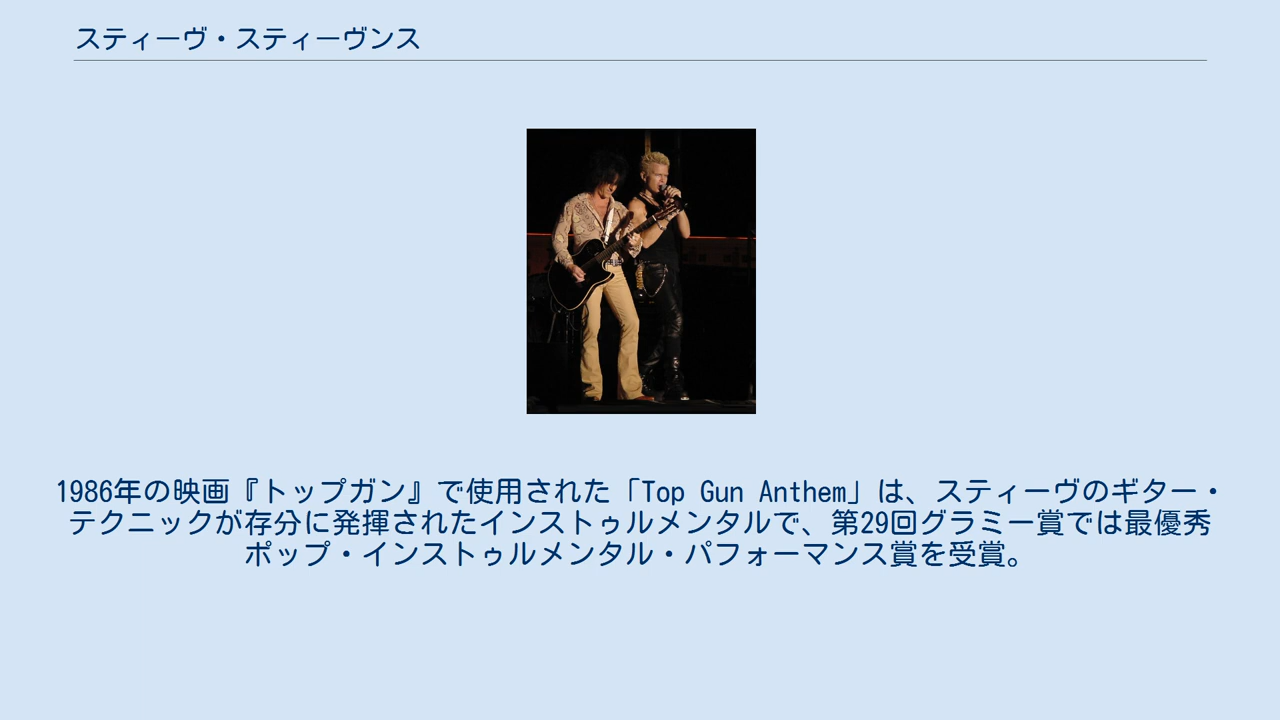 スティーヴ・スティーヴンス
1986年の映画『トップガン』で使用された「Top Gun Anthem」は、スティーヴのギター・
テクニックが存分に発揮されたインストゥルメンタルで、第29回グラミー賞では最優秀
ポップ・インストゥルメンタル・パフォーマンス賞を受賞。